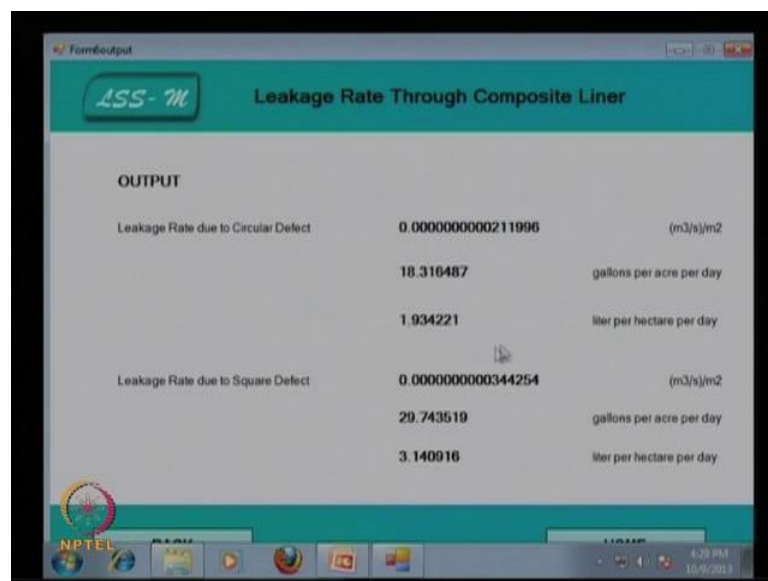 Form6output
LSS-M
Leakage Rate Through Composite Liner
OUTPUT
Leakage Rate due to Circular Defect 0.0000000000211996 (m3/s)/m2
18.316487 gallons per acre per day
1.934221 liter per hectare per day
Leakage Rate due to Square Defect 0.0000000000344254 (m3/s)/m2
29.743519 gallons per acre per day
3.140916 liter per hectare per day
BACK HOME
NPTEL
4:29 PM
10/9/2013